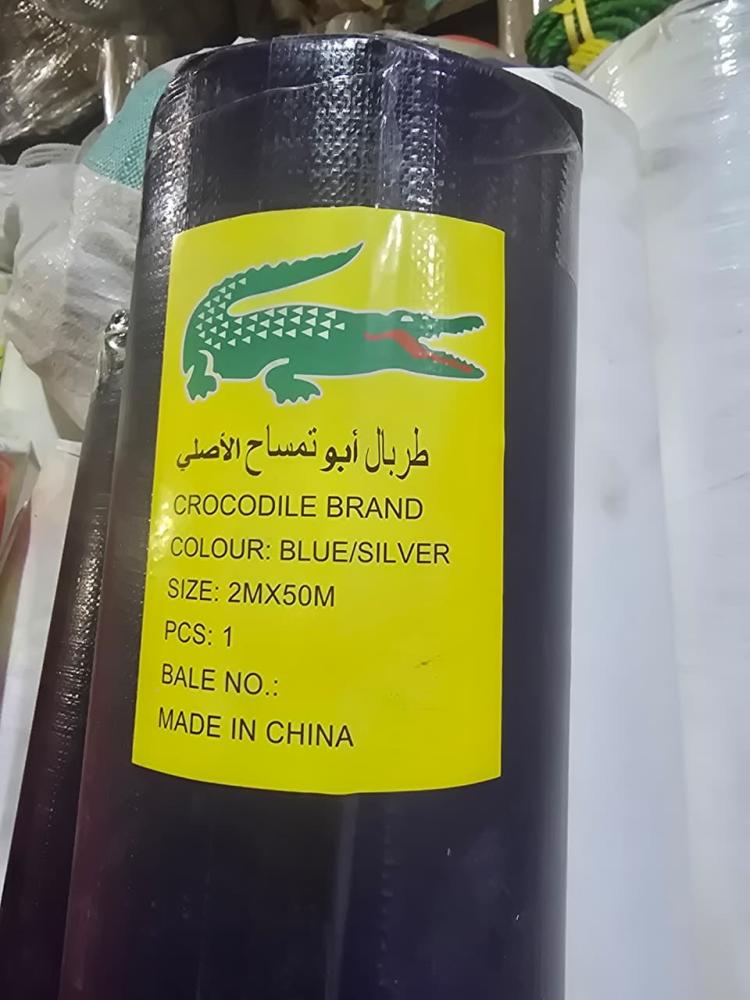 طربال أبو تمساح الأصلي
CROCODILE BRAND
COLOUR: BLUE/SILVER
SIZE: 2MX50M
PCS: 1
BALE NO.:
MADE IN CHINA